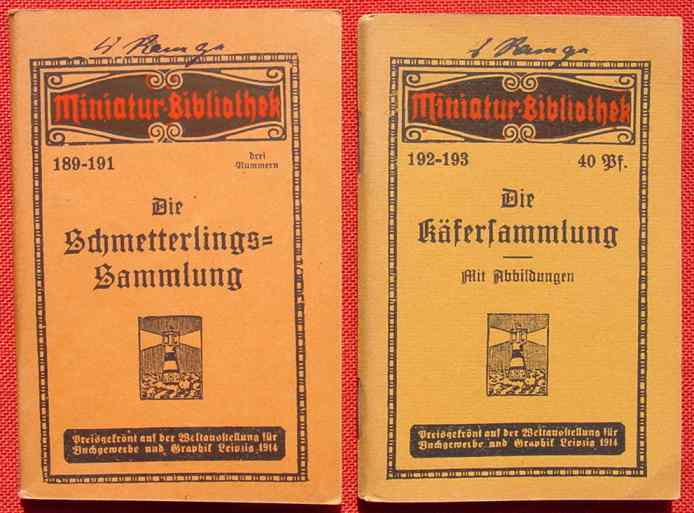 Miniatur-Bibliothek
189-191
drei
Nummern
Die
Schmetterlings=
Sammlung
Preisgekrönt auf der Weltausstellung für
Buchgewerbe und Graphik Leipzig 1914
Miniatur-Bibliothek
192-193
40 Pf.
Die
Käfersammlung
Mit Abbildungen
Preisgekrönt auf der Weltausstellung für
Buchgewerbe und Graphik Leipzig 1914